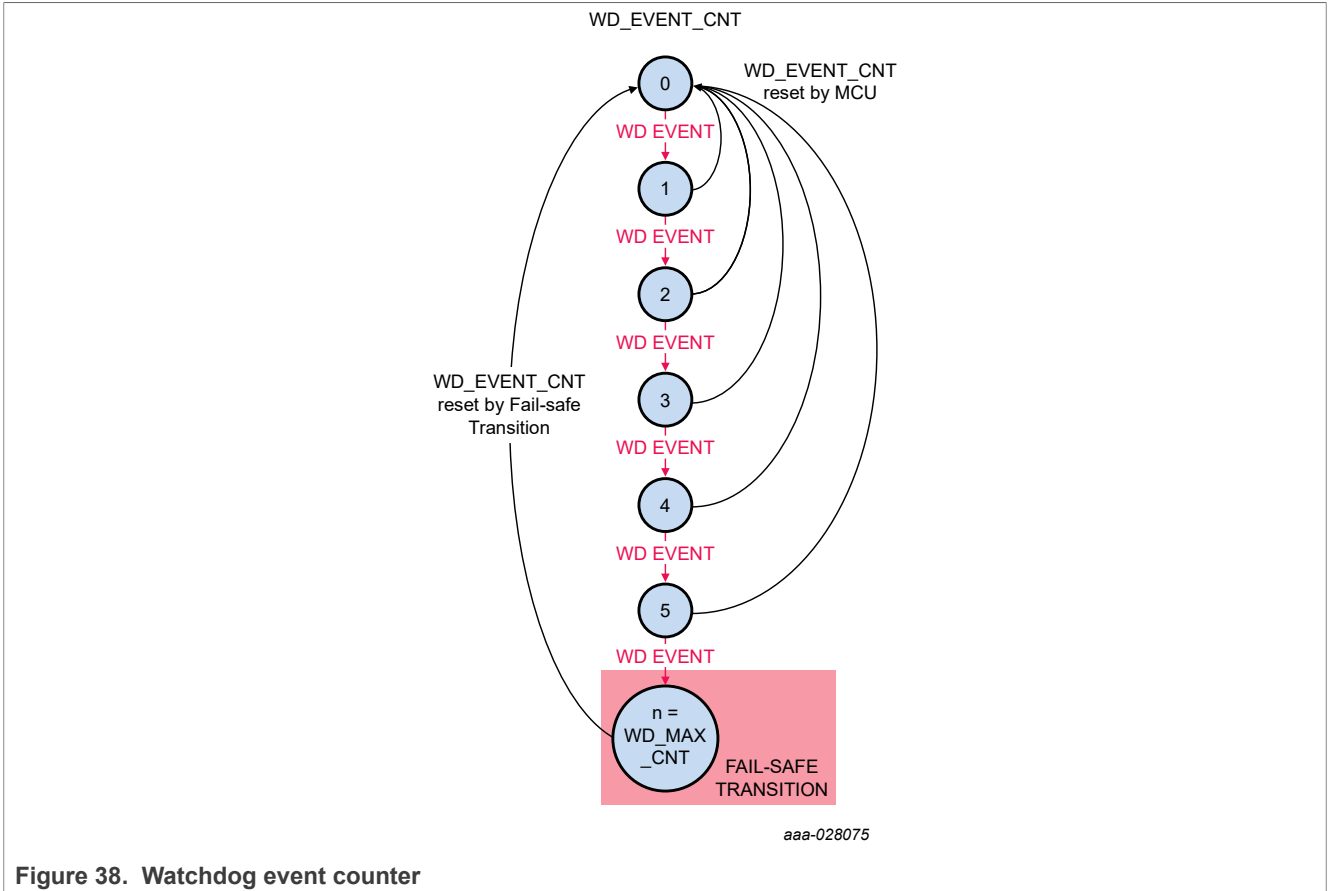 WD_EVENT_CNT
0
WD_EVENT_CNT
reset by MCU
WD EVENT
1
WD EVENT
2
WD EVENT
WD_EVENT_CNT
reset by Fail-safe
Transition
3
WD EVENT
4
WD EVENT
5
WD EVENT
n =
WD_MAX
_CNT
FAIL-SAFE
TRANSITION
aaa-028075
Figure 38. Watchdog event counter